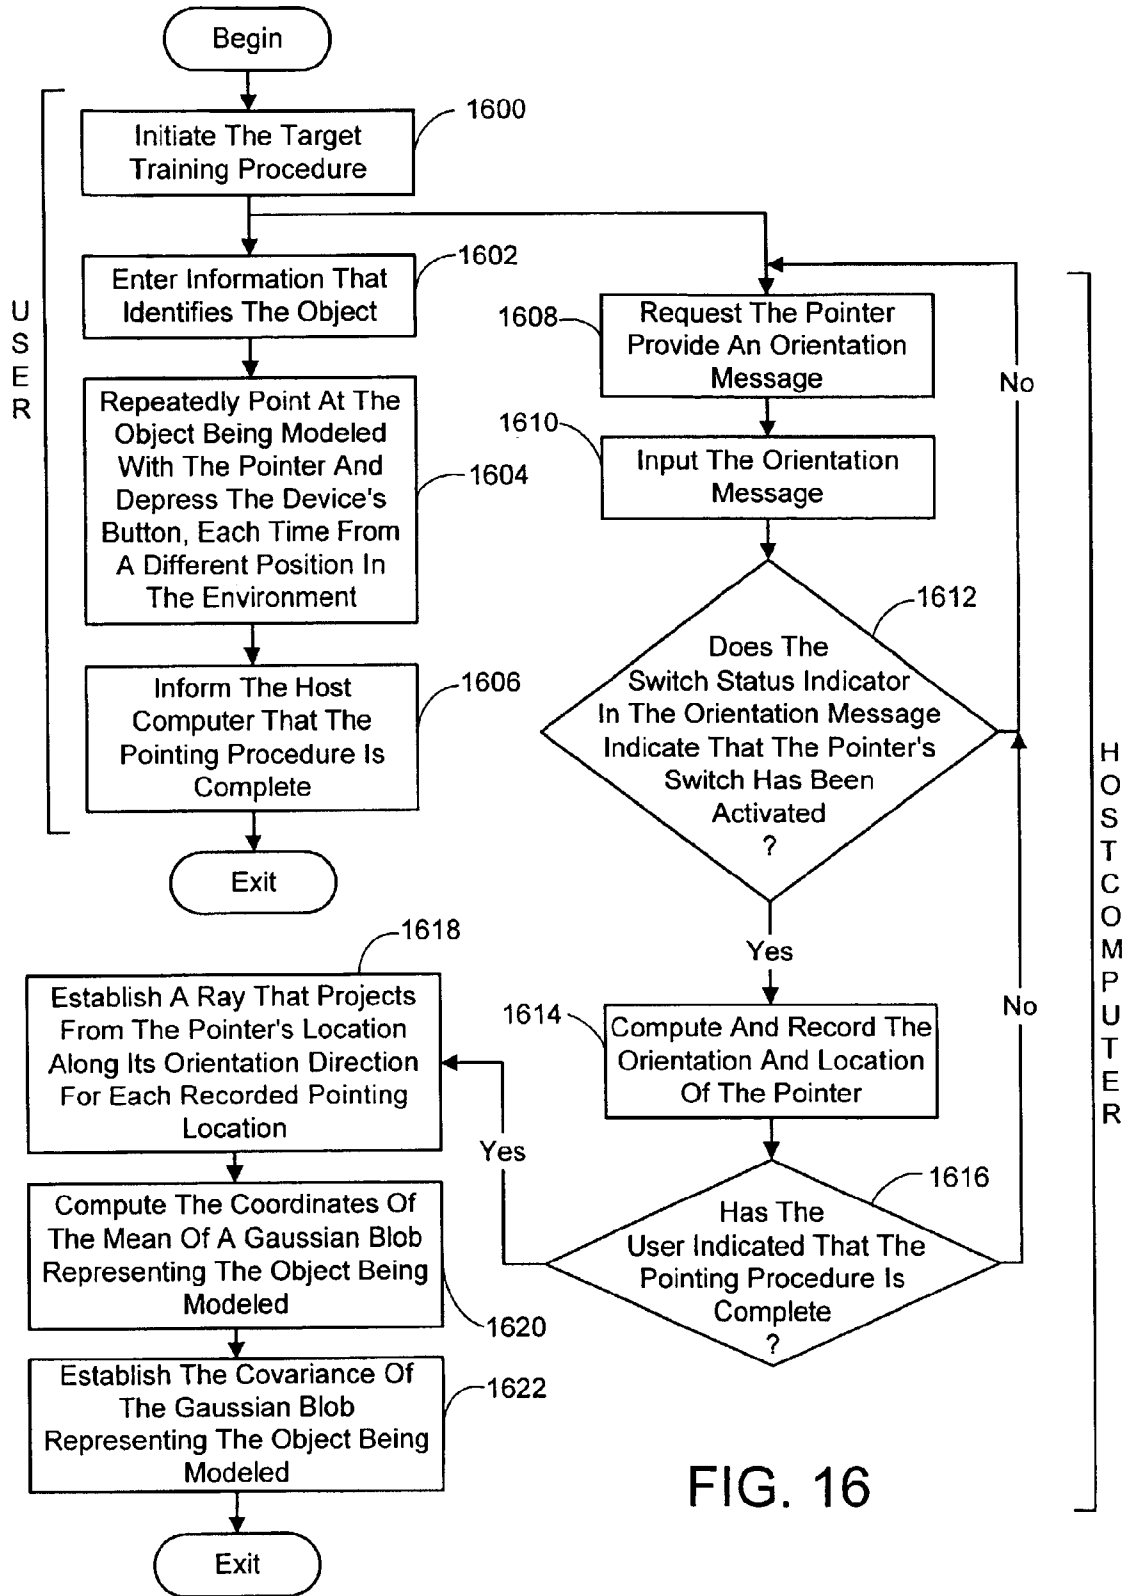 Begin
1600
Initiate The Target
Training Procedure
1602
Enter Information That
Identifies The Object
USER
Repeatedly Point At The
Object Being Modeled
With The Pointer And
Depress The Device's
Button, Each Time From
A Different Position In
The Environment
1604
Inform The Host
Computer That The
Pointing Procedure Is
Complete
1606
Exit
1608
Request The Pointer
Provide An Orientation
Message
No
1610
Input The Orientation
Message
1612
Does The
Switch Status Indicator
In The Orientation Message
Indicate That The Pointer's
Switch Has Been
Activated
?
HOST COMPUTER
Yes
No
1614
Compute And Record The
Orientation And Location
Of The Pointer
1616
Has The
User Indicated That The
Pointing Procedure Is
Complete
?
Yes
1618
Establish A Ray That Projects
From The Pointer's Location
Along Its Orientation Direction
For Each Recorded Pointing
Location
Compute The Coordinates Of
The Mean Of A Gaussian Blob
Representing The Object Being
Modeled
1620
Establish The Covariance Of
The Gaussian Blob
Representing The Object Being
Modeled
1622
Exit
FIG. 16